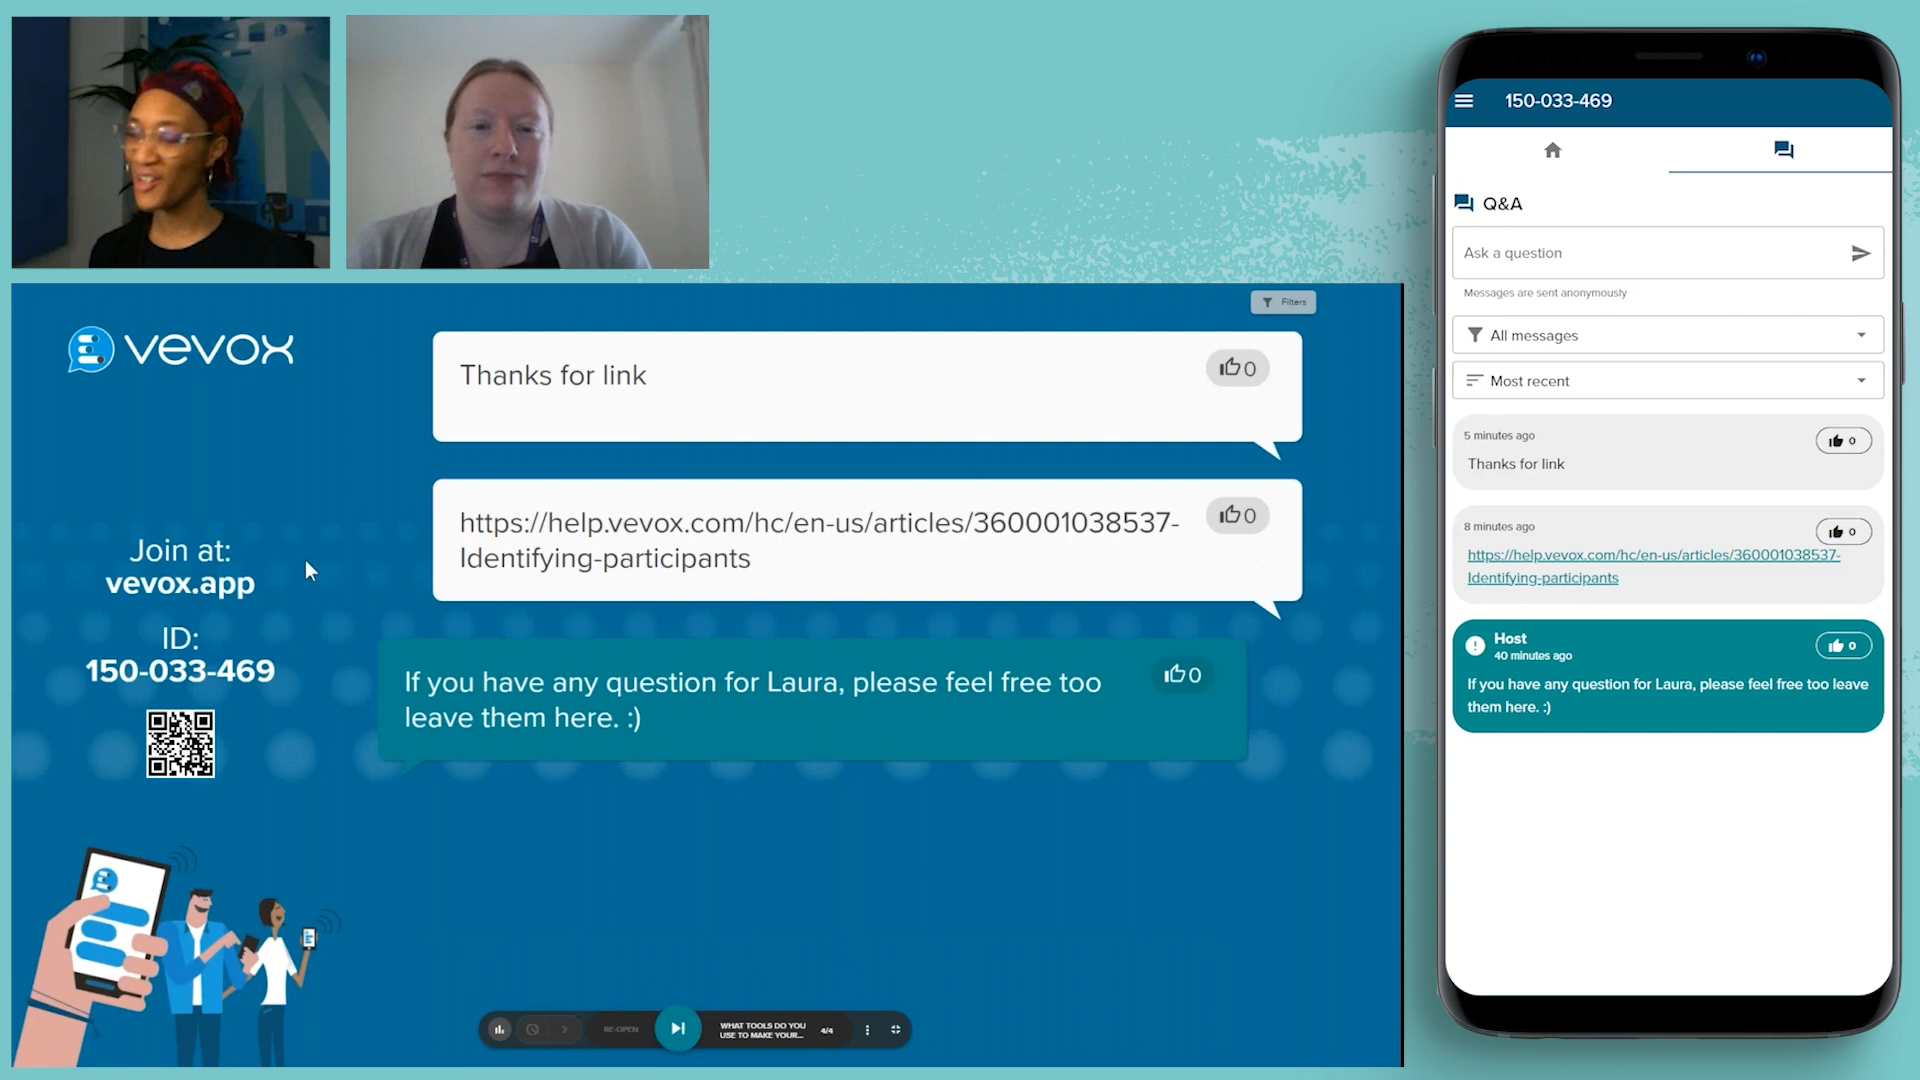 Filters
vevox
Thanks for link
0
https://help.vevox.com/hc/en-us/articles/360001038537-
Identifying-participants
0
If you have any question for Laura, please feel free too
leave them here. :)
0
Join at:
vevox.app
ID:
150-033-469
RE-OPEN
WHAT TOOLS DO YOU
USE TO MAKE YOUR...
4/4
150-033-469
Q&A
Ask a question
Messages are sent anonymously
All messages
Most recent
5 minutes ago
0
Thanks for link
8 minutes ago
0
https://help.vevox.com/hc/en-us/articles/360001038537-
Identifying-participants
Host
40 minutes ago
0
If you have any question for Laura, please feel free too leave
them here. :)